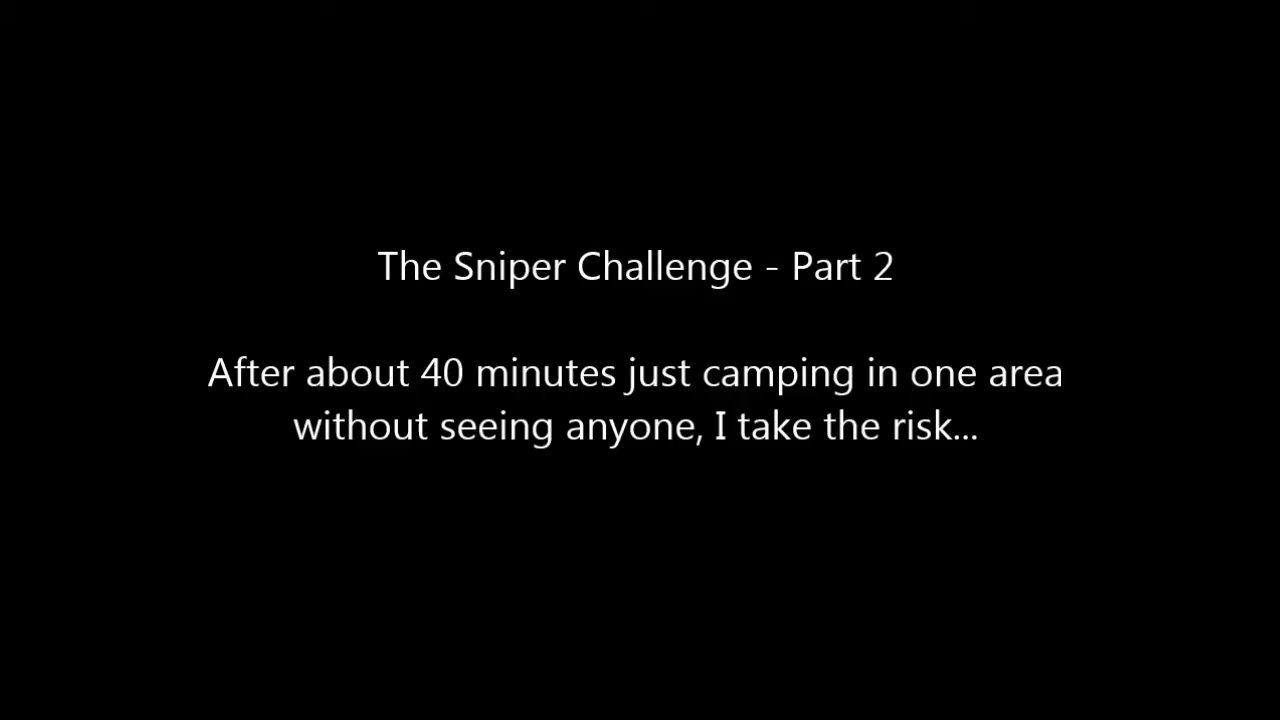 The Sniper Challenge - Part 2
After about 40 minutes just camping in one area
without seeing anyone, I take the risk...